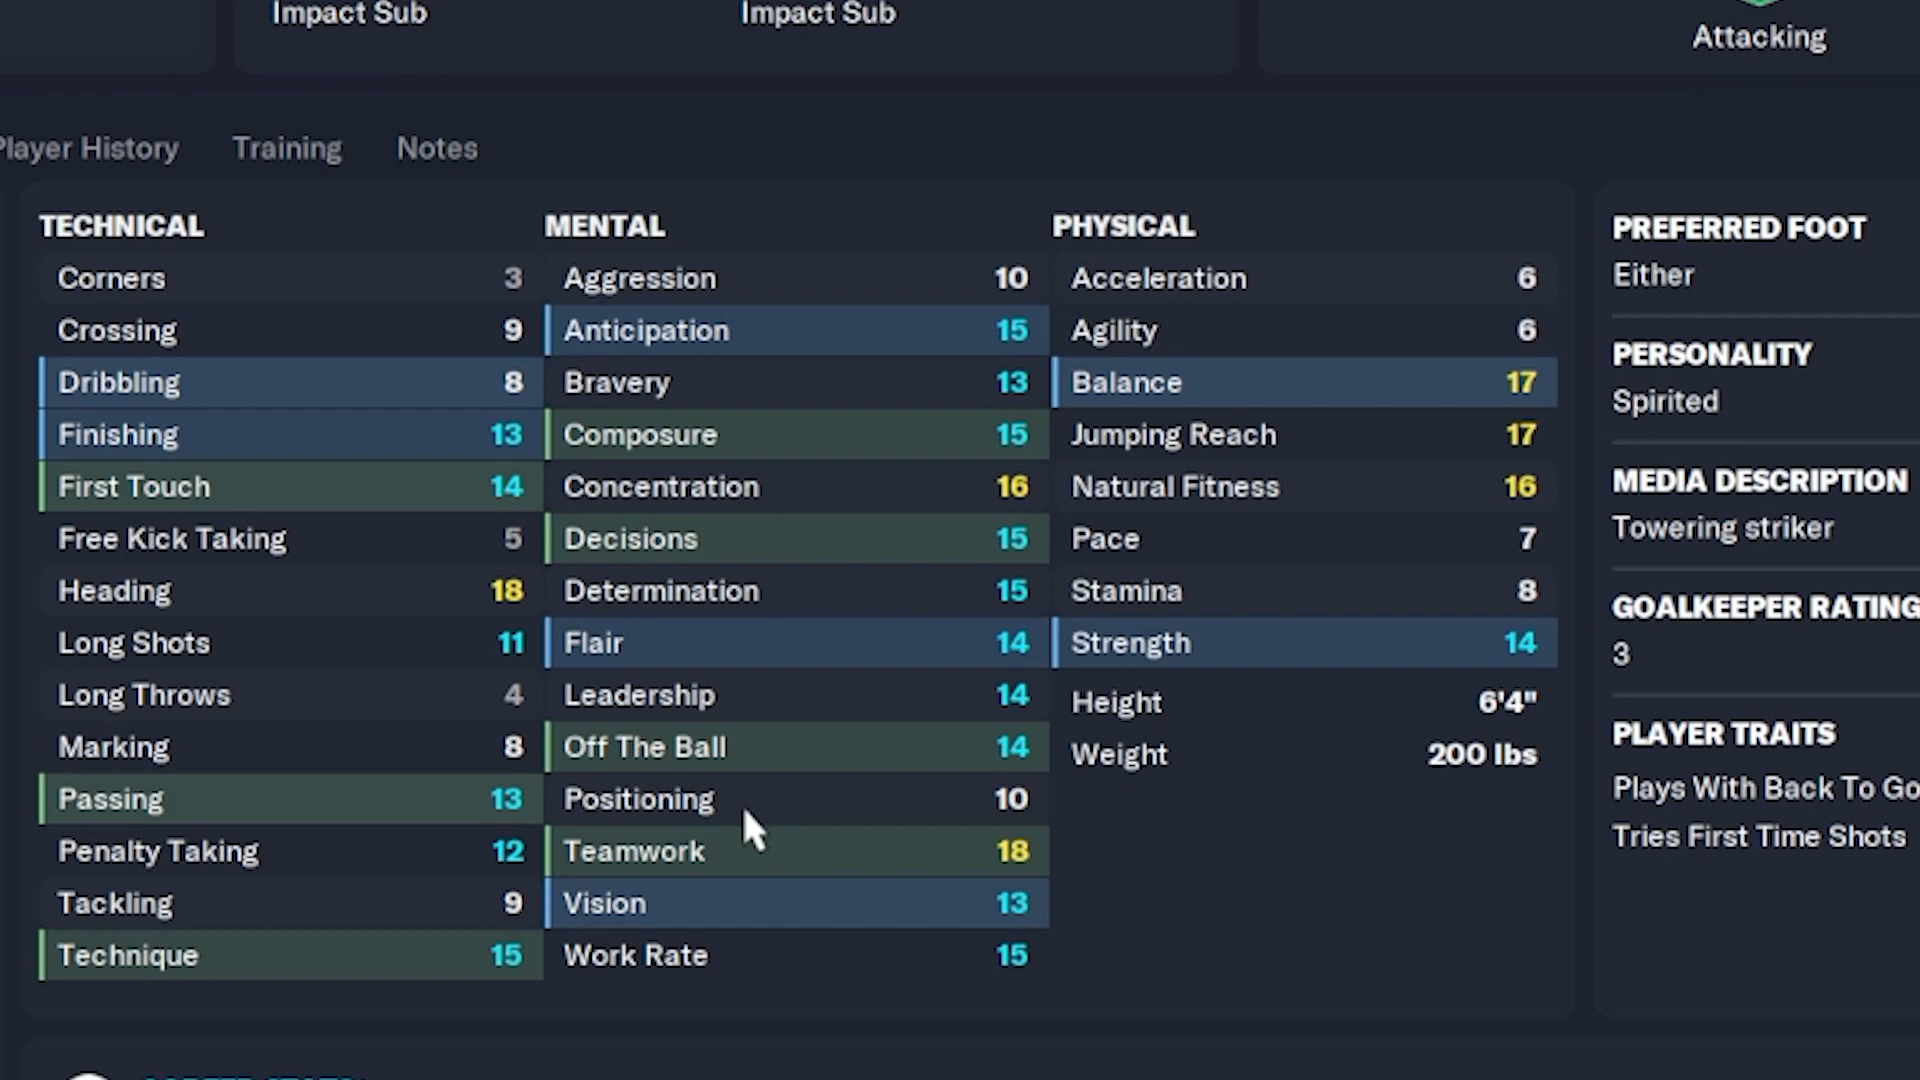 Impact Sub
Impact Sub
Attacking
Player History Training Notes
TECHNICAL
Corners 3
Crossing 9
Dribbling 8
Finishing 13
First Touch 14
Free Kick Taking 5
Heading 18
Long Shots 11
Long Throws 4
Marking 8
Passing 13
Penalty Taking 12
Tackling 9
Technique 15
MENTAL
Aggression 10
Anticipation 15
Bravery 13
Composure 15
Concentration 16
Decisions 15
Determination 15
Flair 14
Leadership 14
Off The Ball 14
Positioning 10
Teamwork 18
Vision 13
Work Rate 15
PHYSICAL
Acceleration 6
Agility 6
Balance 17
Jumping Reach 17
Natural Fitness 16
Pace 7
Stamina 8
Strength 14
Height 6'4"
Weight 200 lbs
PREFERRED FOOT
Either
PERSONALITY
Spirited
MEDIA DESCRIPTION
Towering striker
GOALKEEPER RATING
3
PLAYER TRAITS
Plays With Back To Go
Tries First Time Shots